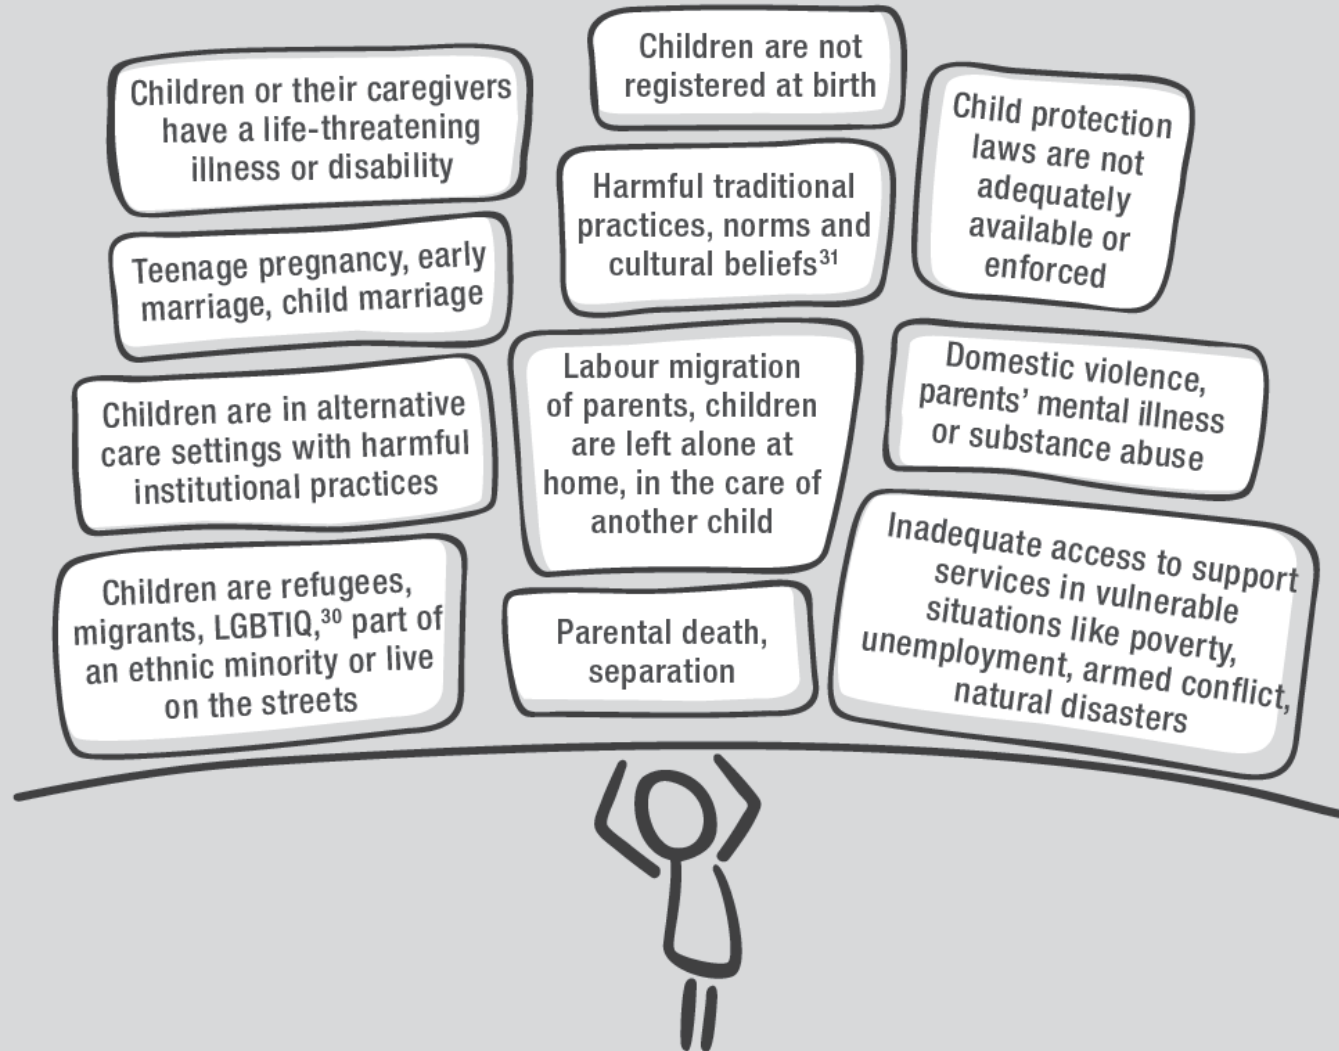 Children or their caregivers
have a life-threatening
illness or disability
Teenage pregnancy, early
marriage, child marriage
Children are in alternative
care settings with harmful
institutional practices
Children are refugees,
migrants, LGBTIQ,³⁰ part of
an ethnic minority or live
on the streets
Children are not
registered at birth
Harmful traditional
practices, norms and
cultural beliefs³¹
Labour migration
of parents, children
are left alone at
home, in the care of
another child
Parental death,
separation
Child protection
laws are not
adequately
available or
enforced
Domestic violence,
parents’ mental illness
or substance abuse
Inadequate access to support
services in vulnerable
situations like poverty,
unemployment, armed conflict,
natural disasters